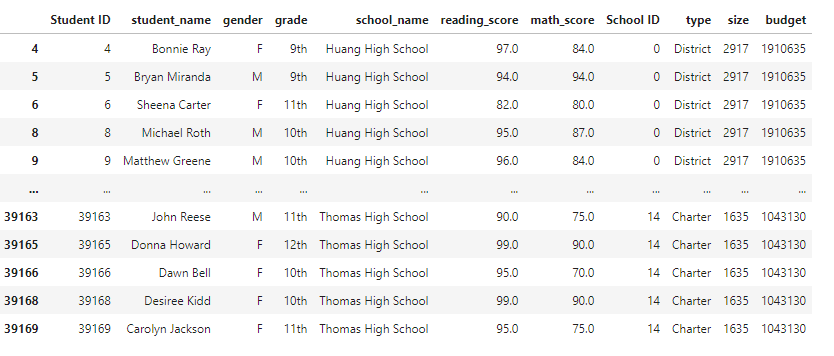 Student ID student_name gender grade school_name reading_score math_score School ID type size budget
4 4 Bonnie Ray F 9th Huang High School 97.0 84.0 0 District 2917 1910635
5 5 Bryan Miranda M 9th Huang High School 94.0 94.0 0 District 2917 1910635
6 6 Sheena Carter F 11th Huang High School 82.0 80.0 0 District 2917 1910635
8 8 Michael Roth M 10th Huang High School 95.0 87.0 0 District 2917 1910635
9 9 Matthew Greene M 10th Huang High School 96.0 84.0 0 District 2917 1910635
... ... ... ... ... ... ... ... ... ... ... ...
39163 39163 John Reese M 11th Thomas High School 90.0 75.0 14 Charter 1635 1043130
39165 39165 Donna Howard F 12th Thomas High School 99.0 90.0 14 Charter 1635 1043130
39166 39166 Dawn Bell F 10th Thomas High School 95.0 70.0 14 Charter 1635 1043130
39168 39168 Desiree Kidd F 10th Thomas High School 99.0 90.0 14 Charter 1635 1043130
39169 39169 Carolyn Jackson F 11th Thomas High School 95.0 75.0 14 Charter 1635 1043130